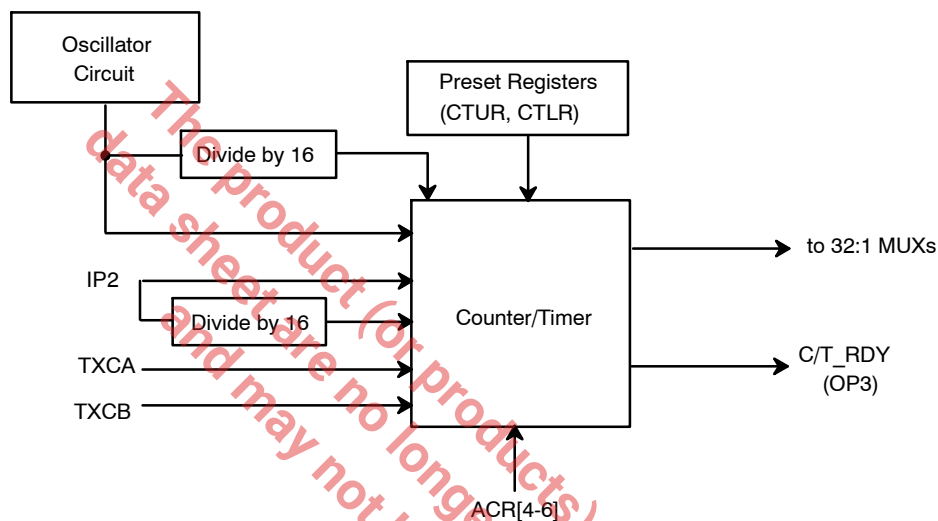 Oscillator
Circuit
Preset Registers
(CTUR, CTLR)
Divide by 16
to 32:1 MUXs
IP2
Divide by 16
Counter/Timer
TXCA
C/T_RDY
(OP3)
TXCB
ACR[4-6]
The product (or products)
data sheet are no longe
and may not